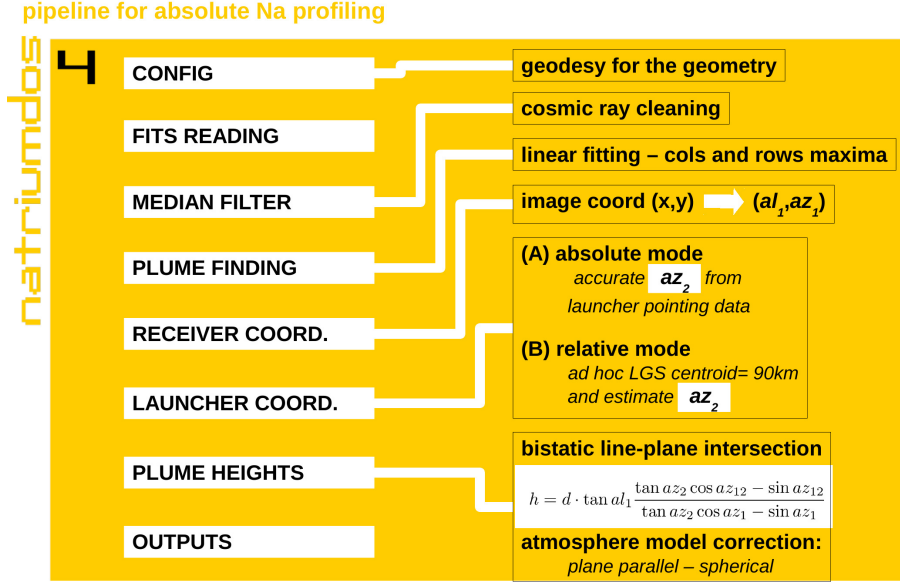 pipeline for absolute Na profiling
natriumdos
4
CONFIG
geodesy for the geometry
FITS READING
cosmic ray cleaning
MEDIAN FILTER
linear fitting – cols and rows maxima
PLUME FINDING
image coord (x,y) (al₁,az₁)
RECEIVER COORD.
(A) absolute mode
accurate az₂ from
launcher pointing data
(B) relative mode
ad hoc LGS centroid= 90km
and estimate az₂
LAUNCHER COORD.
PLUME HEIGHTS
bistatic line-plane intersection
h = d · tan al₁ (tan az₂ cos az₁₂ − sin az₁₂) / (tan az₂ cos az₁ − sin az₁)
atmosphere model correction:
plane parallel – spherical
OUTPUTS